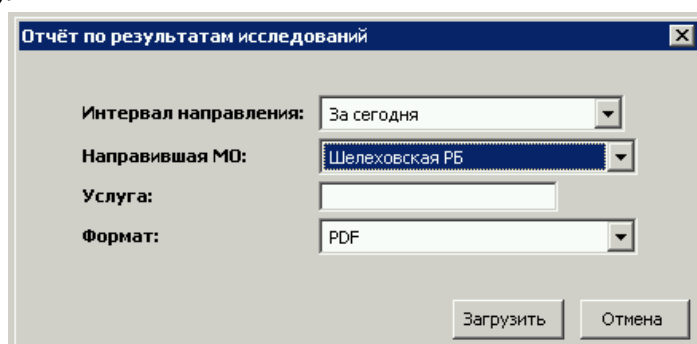 Отчёт по результатам исследований
Интервал направления: За сегодня
Направившая МО: Шелеховская РБ
Услуга:
Формат: PDF
Загрузить Отмена